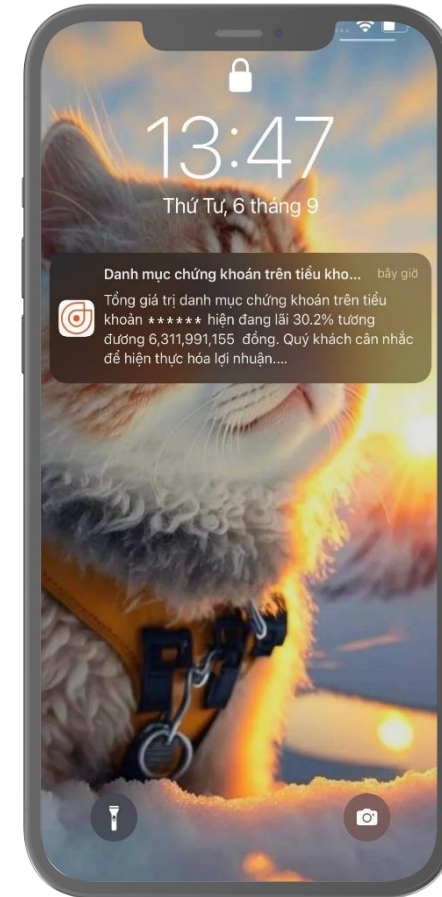 13:47
Thứ Tư, 6 tháng 9
Danh mục chứng khoán trên tiểu kho... bây giờ
Tổng giá trị danh mục chứng khoán trên tiểu
khoản ****** hiện đang lãi 30.2% tương
đương 6,311,991,155 đồng. Quý khách cân nhắc
để hiện thực hóa lợi nhuận....